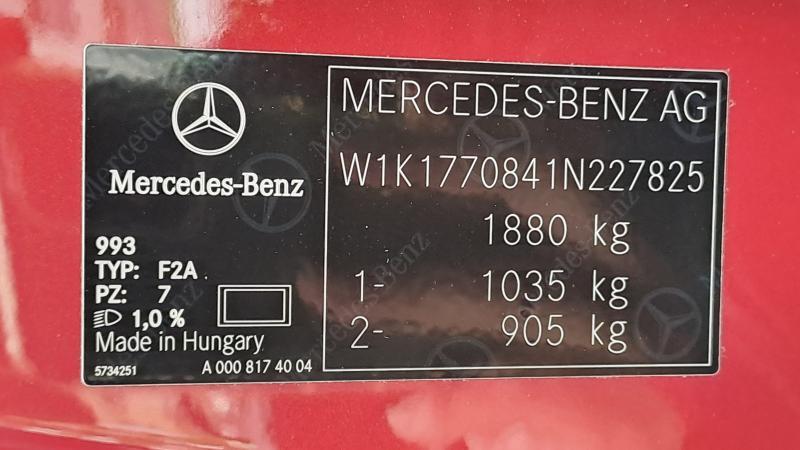 Mercedes-Benz
993
TYP: F2A
PZ: 7
1,0 %
Made in Hungary
5734251
A 000 817 40 04
MERCEDES-BENZ AG
W1K1770841N227825
1880 kg
1- 1035 kg
2- 905 kg